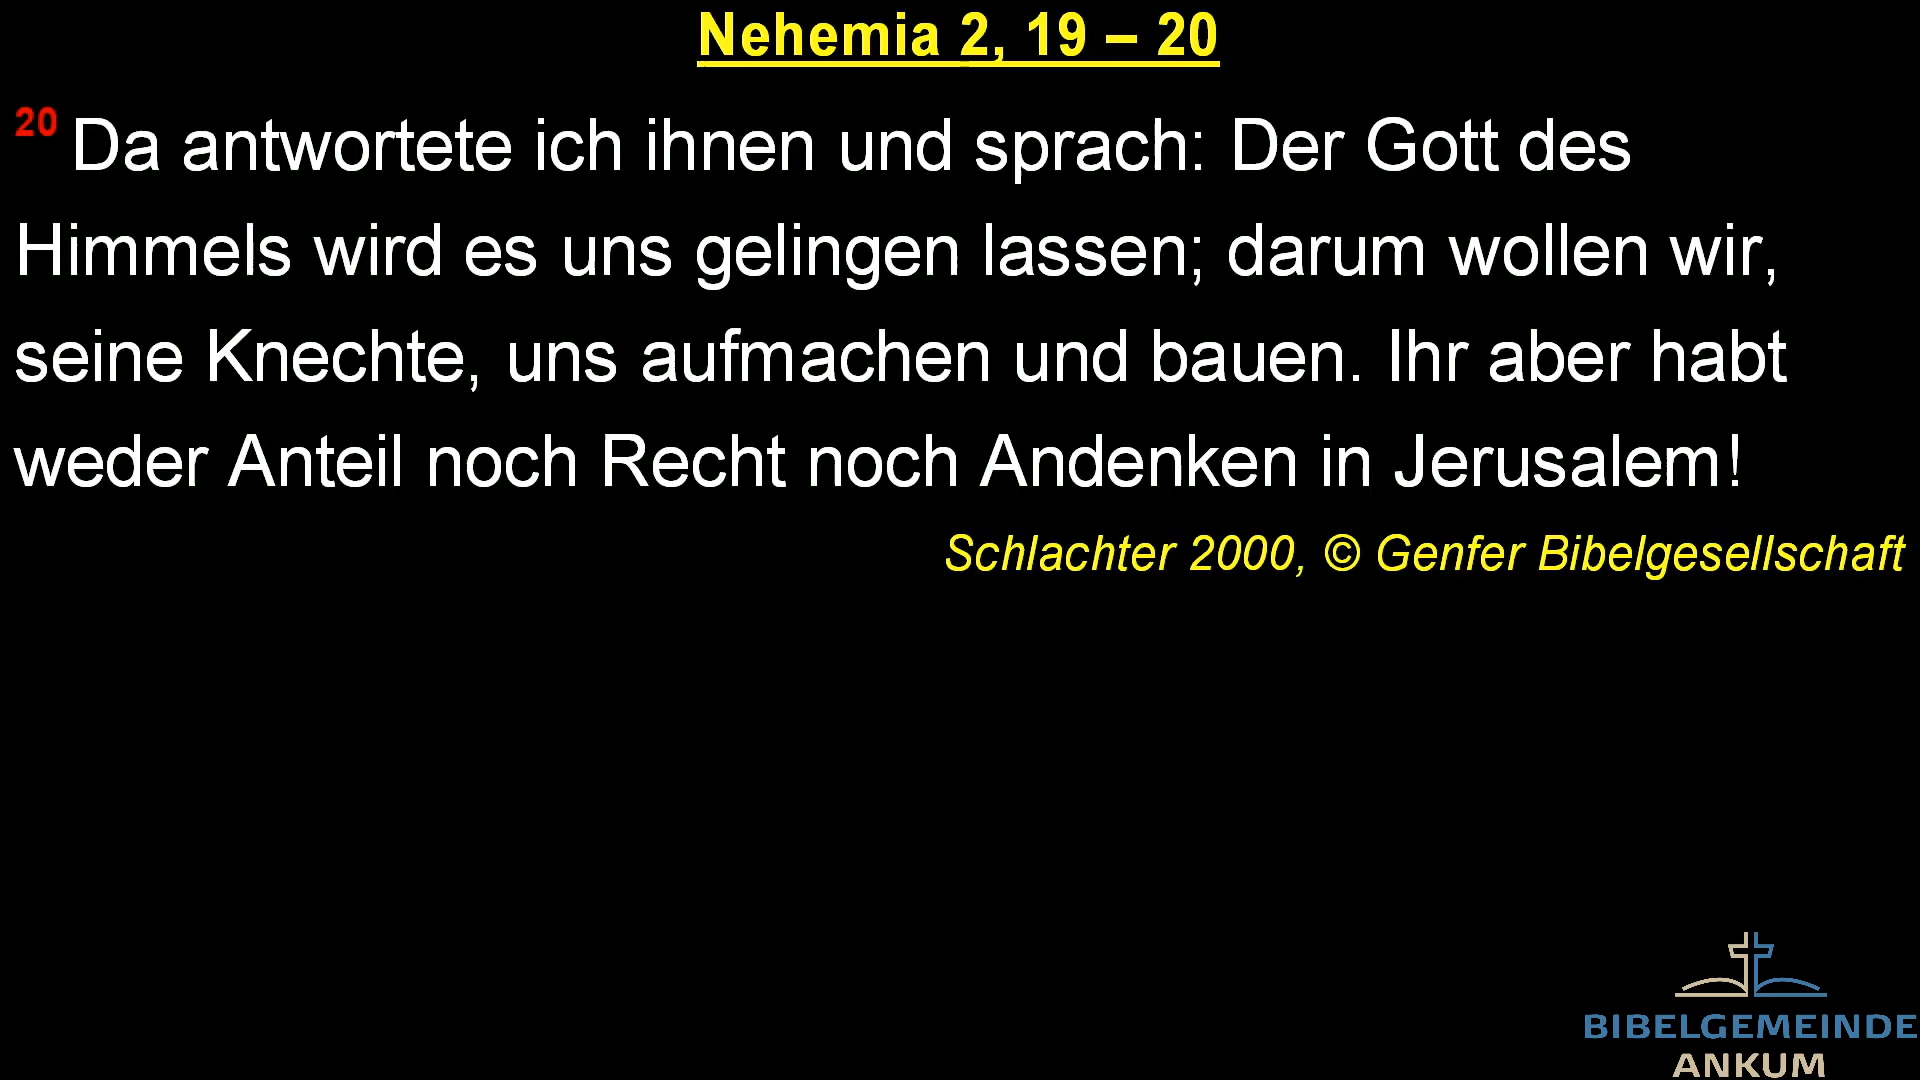 Nehemia 2, 19 – 20
20 Da antwortete ich ihnen und sprach: Der Gott des
Himmels wird es uns gelingen lassen; darum wollen wir,
seine Knechte, uns aufmachen und bauen. Ihr aber habt
weder Anteil noch Recht noch Andenken in Jerusalem!
Schlachter 2000, © Genfer Bibelgesellschaft
BIBELGEMEINDE
ANKUM